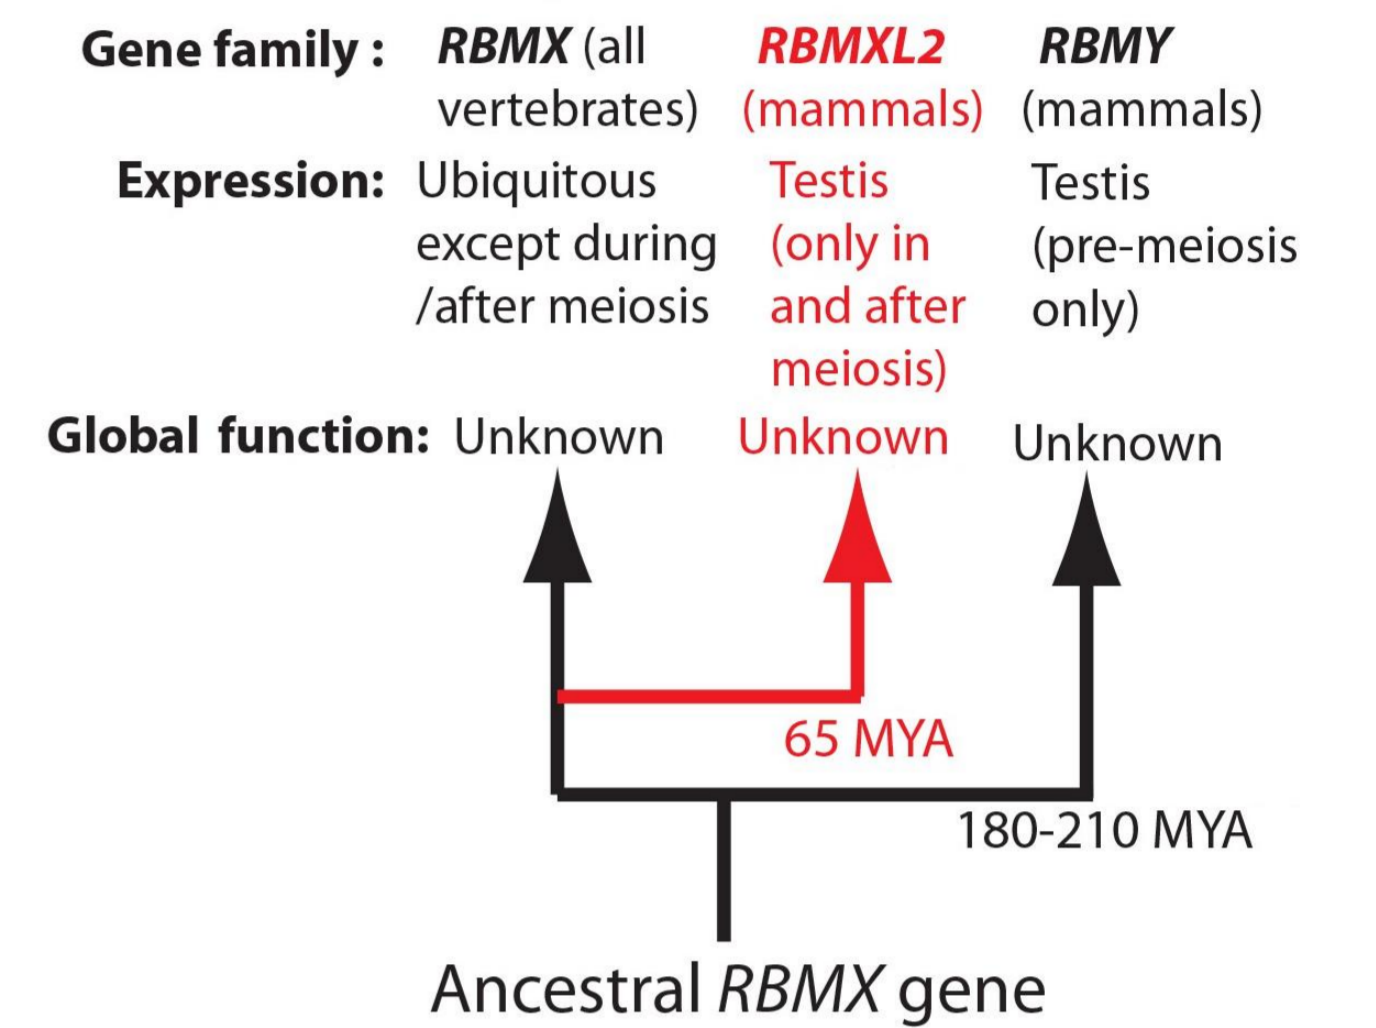 Gene family : RBMX (all RBMXL2 RBMY
vertebrates) (mammals) (mammals)
Expression: Ubiquitous Testis Testis
except during (only in (pre-meiosis
/after meiosis and after only)
meiosis)
Global function: Unknown Unknown Unknown
65 MYA
180-210 MYA
Ancestral RBMX gene